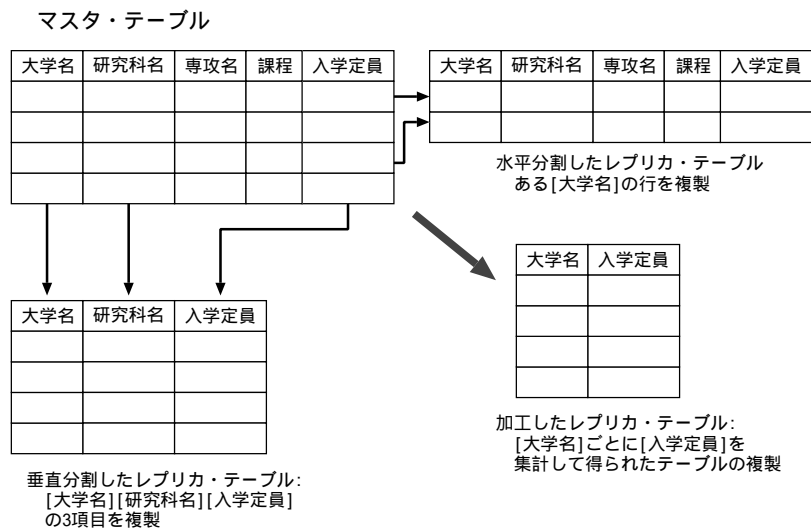 マスタ・テーブル
大学名 研究科名 専攻名 課程 入学定員
大学名 研究科名 専攻名 課程 入学定員
水平分割したレプリカ・テーブル
ある[大学名]の行を複製
大学名 入学定員
大学名 研究科名 入学定員
加工したレプリカ・テーブル:
[大学名]ごとに[入学定員]を
集計して得られたテーブルの複製
垂直分割したレプリカ・テーブル:
[大学名][研究科名][入学定員]
の3項目を複製